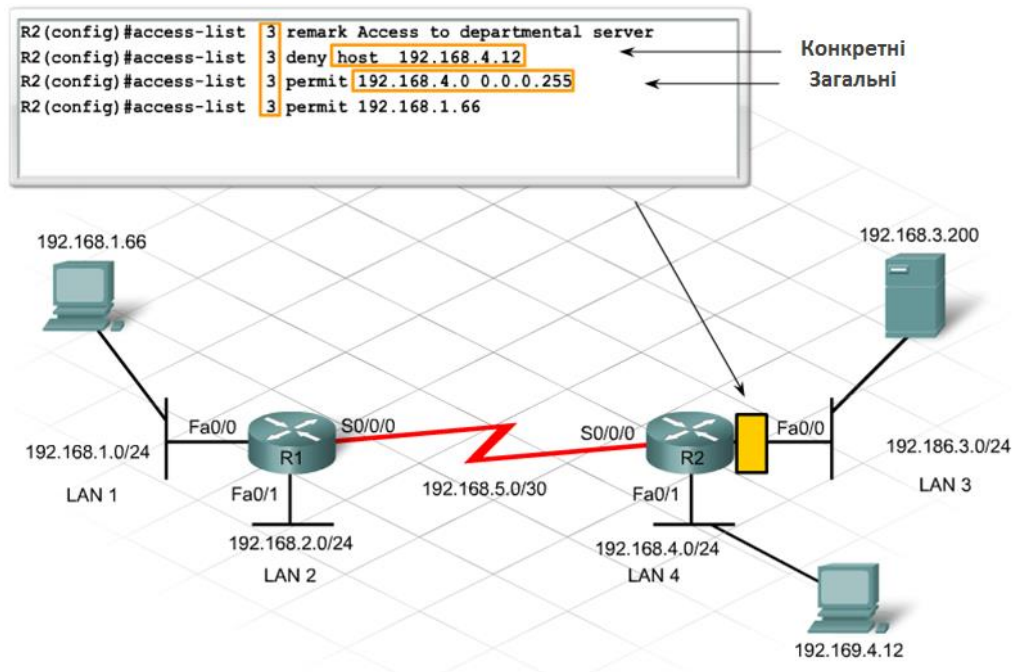 R2(config)#access-list 3 remark Access to departmental server
R2(config)#access-list 3 deny host 192.168.4.12
R2(config)#access-list 3 permit 192.168.4.0 0.0.0.255
R2(config)#access-list 3 permit 192.168.1.66
Конкретні
Загальні
192.168.1.66
192.168.3.200
Fa0/0
S0/0/0
S0/0/0
Fa0/0
192.168.1.0/24
R1
R2
192.186.3.0/24
LAN 1
Fa0/1
192.168.5.0/30
Fa0/1
LAN 3
192.168.2.0/24
192.168.4.0/24
LAN 2
LAN 4
192.169.4.12